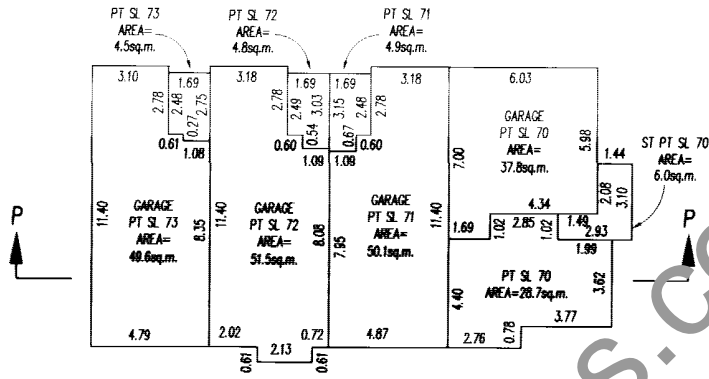 PT SL 73
AREA=
4.5sq.m.
PT SL 72
AREA=
4.8sq.m.
PT SL 71
AREA=
4.9sq.m.
3.10
1.69
3.18
1.69
1.69
3.18
6.03
2.78
2.48
2.75
0.27
2.78
2.49
3.03
0.54
3.15
0.67
2.48
2.78
0.61
1.08
0.60
1.09
1.09
0.60
GARAGE
PT SL 70
AREA=
37.8sq.m.
7.00
5.98
1.44
ST PT SL 70
AREA=
6.0sq.m.
2.08
3.10
4.34
1.69
1.02
2.85
1.02
1.49
2.93
1.99
P
P
11.40
GARAGE
PT SL 73
AREA=
49.6sq.m.
8.35
11.40
GARAGE
PT SL 72
AREA=
51.5sq.m.
8.08
7.95
GARAGE
PT SL 71
AREA=
50.1sq.m.
11.40
PT SL 70
AREA=28.7sq.m.
4.40
3.62
3.77
0.78
2.76
4.79
2.02
0.61
2.13
0.72
0.61
4.87
s.co